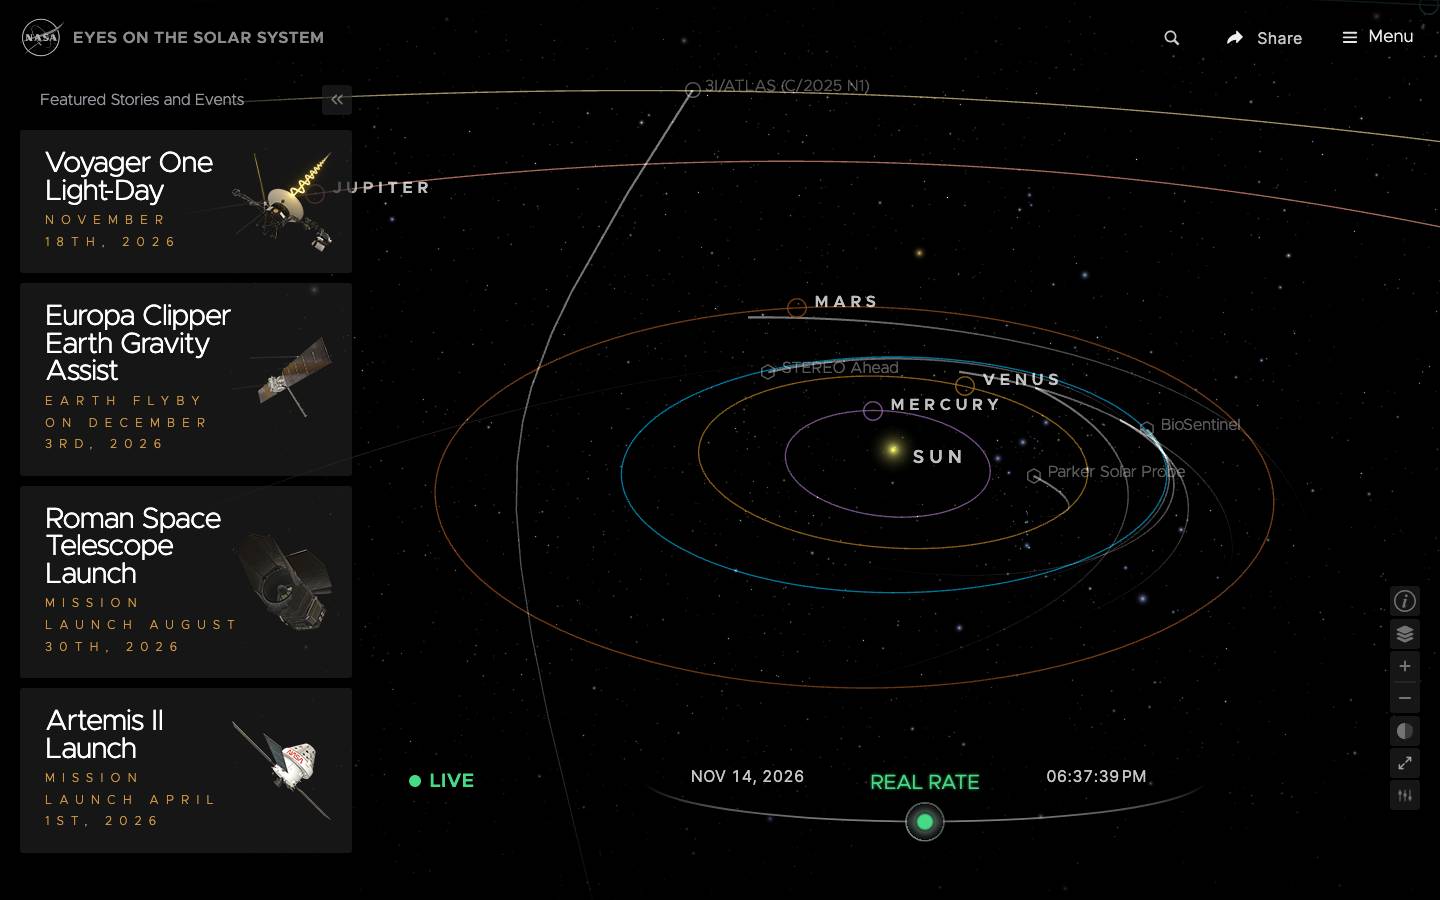 NASA
EYES ON THE SOLAR SYSTEM
Share
Menu
Featured Stories and Events
3I/ATLAS (C/2025 N1)
Voyager One
Light-Day
NOVEMBER
18TH, 2026
JUPITER
Europa Clipper
Earth Gravity
Assist
EARTH FLYBY
ON DECEMBER
3RD, 2026
MARS
STEREO Ahead
VENUS
MERCURY
BioSentinel
SUN
Parker Solar Probe
Roman Space
Telescope
Launch
MISSION
LAUNCH AUGUST
30TH, 2026
Artemis II
Launch
MISSION
LAUNCH APRIL
1ST, 2026
NASA
LIVE
NOV 14, 2026
REAL RATE
06:37:39 PM